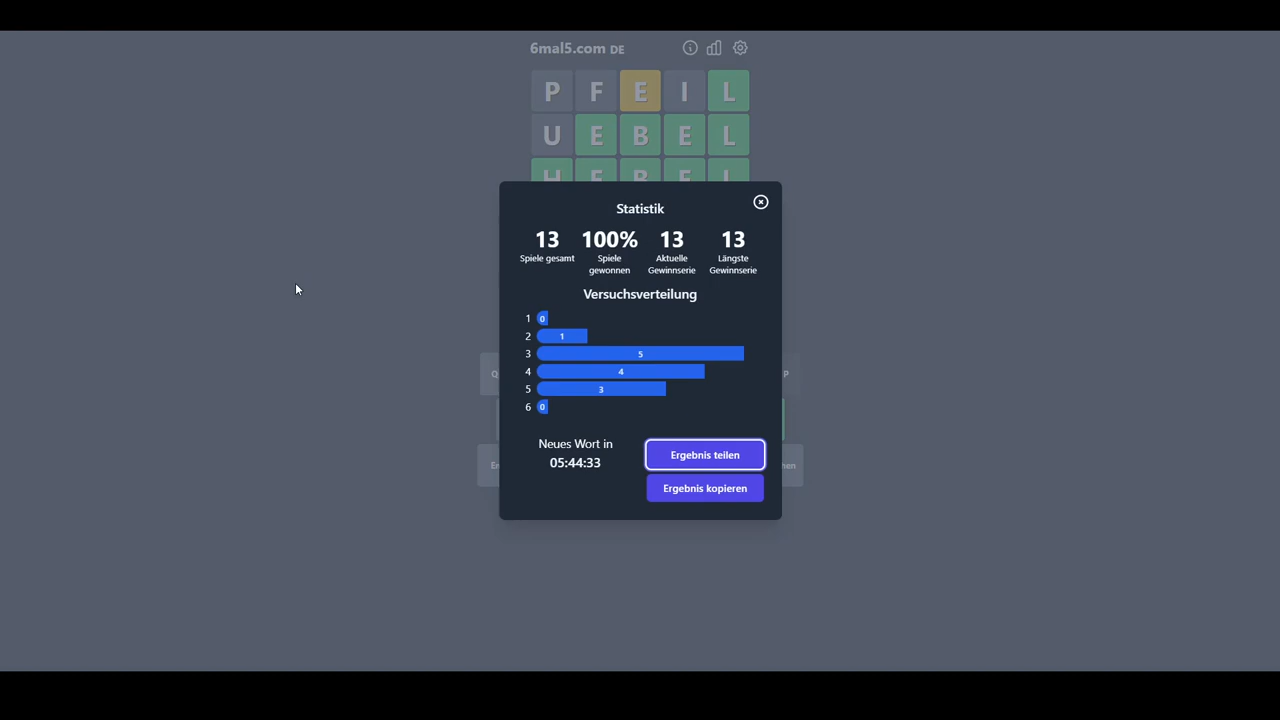 6mal5.com DE
P F E I L
U E B E L
H E B E L
Statistik
13 100% 13 13
Spiele gesamt Spiele gewonnen Aktuelle Gewinnserie Längste Gewinnserie
Versuchsverteilung
1 0
2 1
3 5
4 4
5 3
6 0
Neues Wort in
05:44:33
Ergebnis teilen
Ergebnis kopieren
Q
P
En
hen